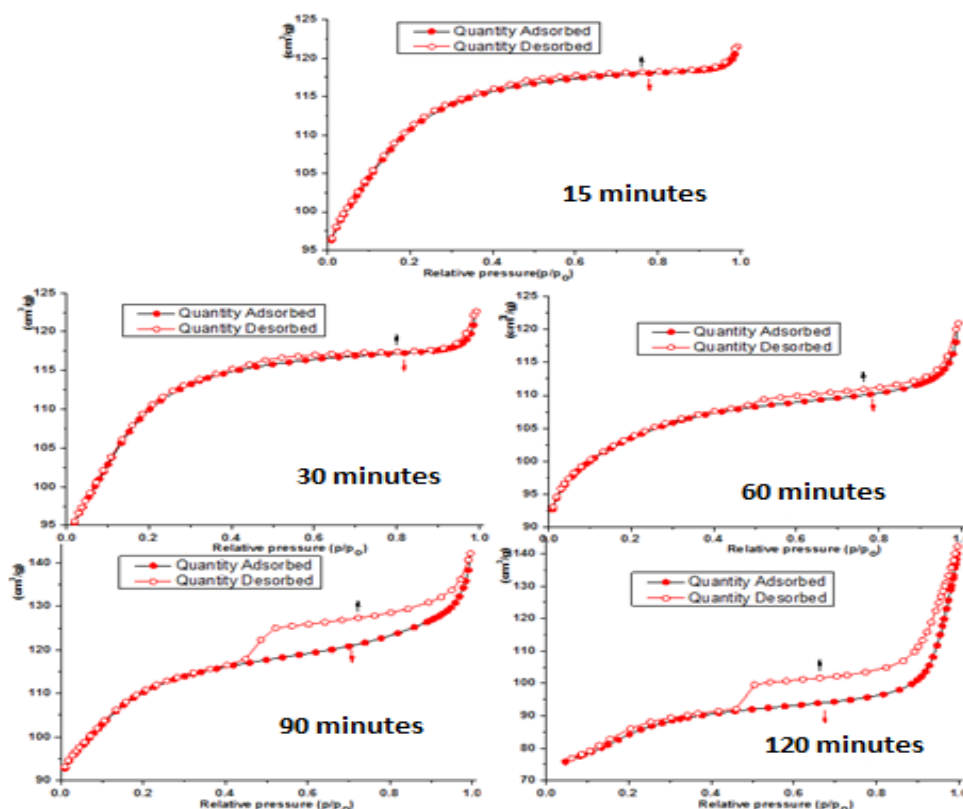 (cm³/g)
125
120
115
110
105
100
95
Quantity Adsorbed
Quantity Desorbed
15 minutes
0.0 0.2 0.4 0.6 0.8 1.0
Relative pressure(p/p₀)
(cm³/g)
125
120
115
110
105
100
95
Quantity Adsorbed
Quantity Desorbed
30 minutes
0.0 0.2 0.4 0.6 0.8 1.0
Relative pressure (p/p₀)
(cm³/g)
125
120
115
110
105
100
95
90
Quantity Adsorbed
Quantity Desorbed
60 minutes
0.0 0.2 0.4 0.6 0.8 1.0
Relative pressure (p/p₀)
(cm³/g)
140
130
120
110
100
90
Quantity Adsorbed
Quantity Desorbed
90 minutes
0.0 0.2 0.4 0.6 0.8 1.0
Relative pressure (p/p₀)
(cm³/g)
140
130
120
110
100
90
80
70
Quantity Adsorbed
Quantity Desorbed
120 minutes
0.0 0.2 0.4 0.6 0.8 1.0
Relative pressure (p/p₀)